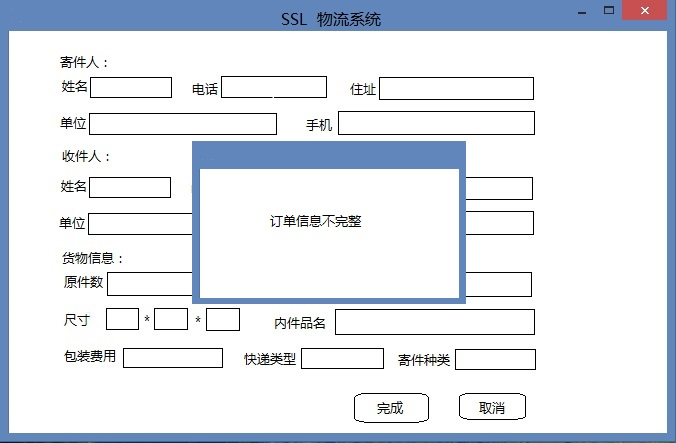 SSL 物流系统
寄件人：
姓名 电话 住址
单位 手机
收件人：
姓名
单位
订单信息不完整
货物信息：
原件数
尺寸 * * 内件品名
包装费用 快递类型 寄件种类
完成 取消